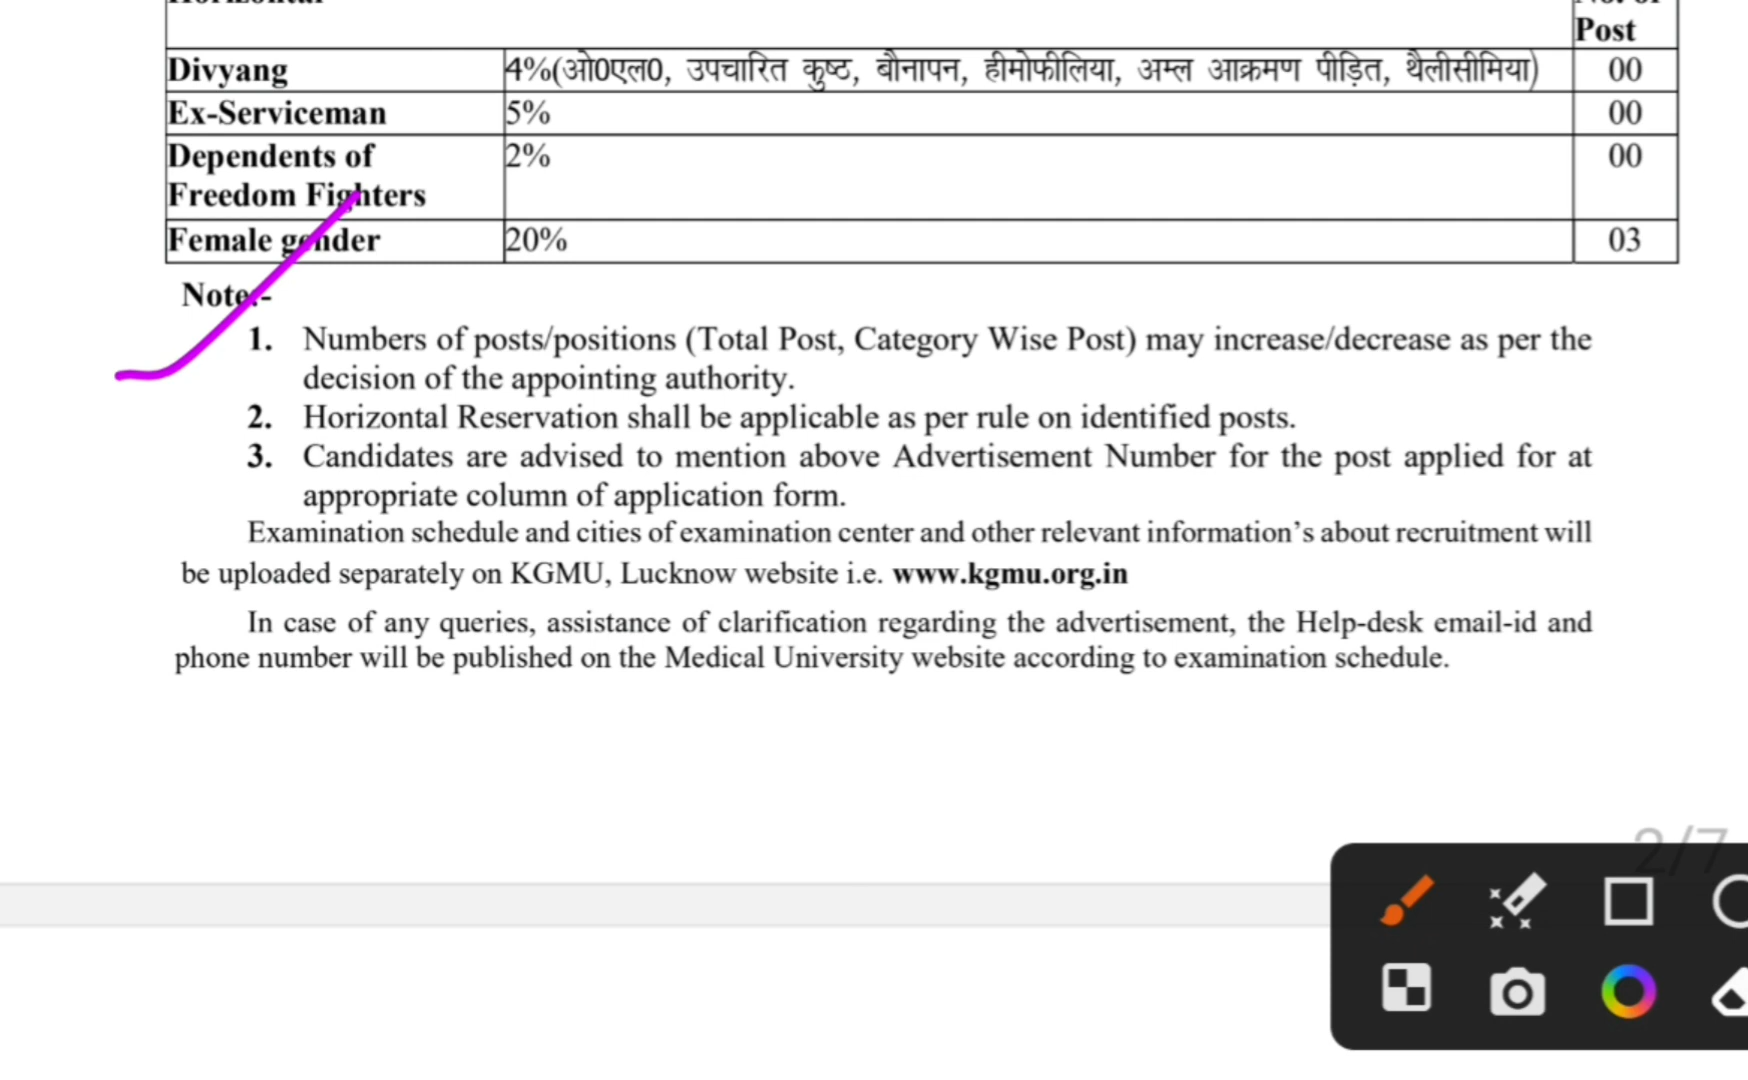 Post
Divyang 4%(ओ0एल0, उपचारित कुष्ठ, बौनापन, हीमोफीलिया, अम्ल आक्रमण पीड़ित, थैलीसीमिया) 00
Ex-Serviceman 5% 00
Dependents of 2% 00
Freedom Fighters
Female gender 20% 03
Note:-
1. Numbers of posts/positions (Total Post, Category Wise Post) may increase/decrease as per the
decision of the appointing authority.
2. Horizontal Reservation shall be applicable as per rule on identified posts.
3. Candidates are advised to mention above Advertisement Number for the post applied for at
appropriate column of application form.
Examination schedule and cities of examination center and other relevant information’s about recruitment will
be uploaded separately on KGMU, Lucknow website i.e. www.kgmu.org.in
In case of any queries, assistance of clarification regarding the advertisement, the Help-desk email-id and
phone number will be published on the Medical University website according to examination schedule.
2/7